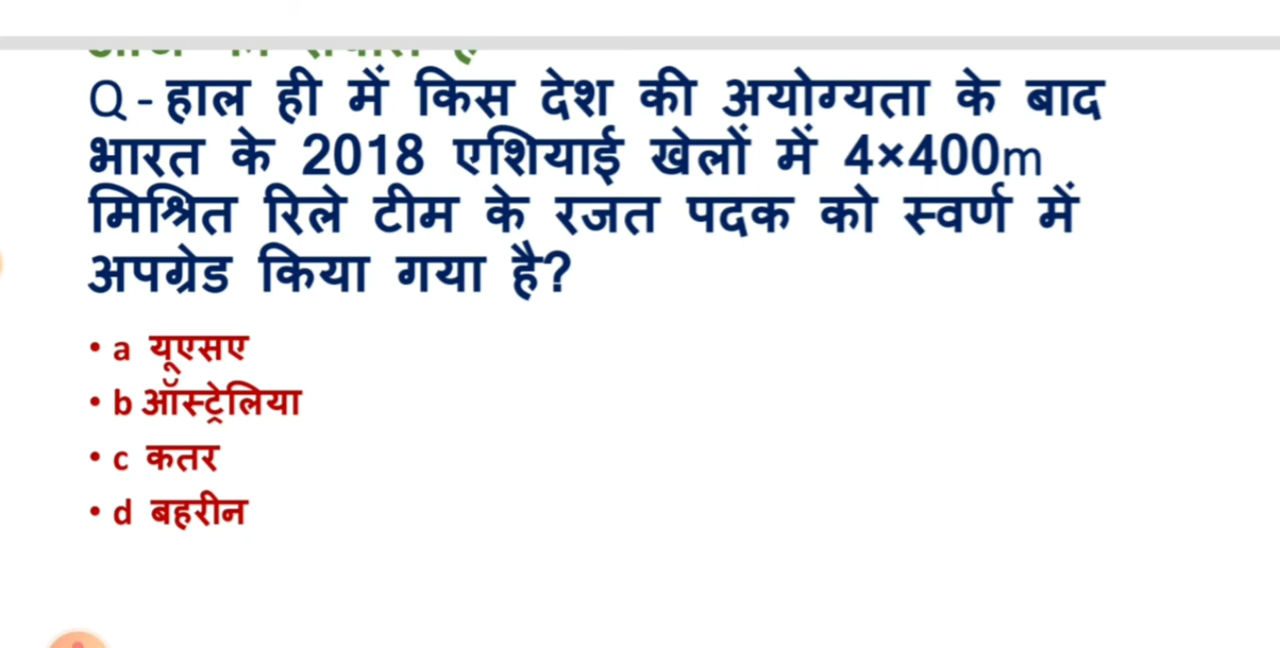 Q - हाल ही में किस देश की अयोग्यता के बाद
भारत के 2018 एशियाई खेलों में 4×400m
मिश्रित रिले टीम के रजत पदक को स्वर्ण में
अपग्रेड किया गया है?
• a यूएसए
• b ऑस्ट्रेलिया
• c कतर
• d बहरीन